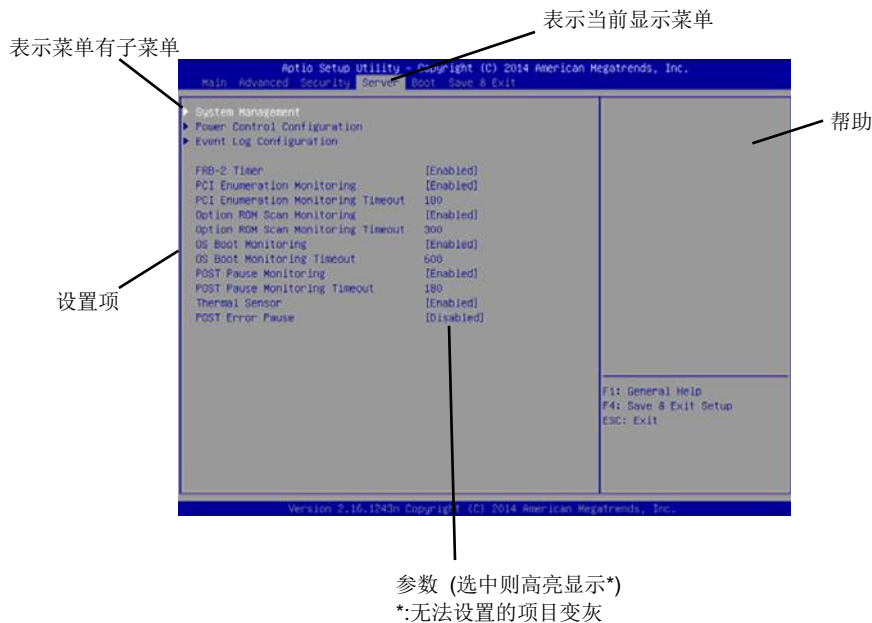 表示当前显示菜单
表示菜单有子菜单
Aptio Setup Utility - Copyright (C) 2014 American Megatrends, Inc.
Main Advanced Security Server Boot Save & Exit
System Management
Power Control Configuration
Event Log Configuration
帮助
FRB-2 Timer [Enabled]
PCI Enumeration Monitoring [Enabled]
PCI Enumeration Monitoring Timeout 180
Option ROM Scan Monitoring [Enabled]
Option ROM Scan Monitoring Timeout 300
OS Boot Monitoring [Enabled]
OS Boot Monitoring Timeout 600
POST Pause Monitoring [Enabled]
POST Pause Monitoring Timeout 180
Thermal Sensor [Enabled]
POST Error Pause [Disabled]
设置项
F1: General Help
F4: Save & Exit Setup
ESC: Exit
Version 2.16.1243n Copyright (C) 2014 American Megatrends, Inc.
参数 (选中则高亮显示*)
*:无法设置的项目变灰